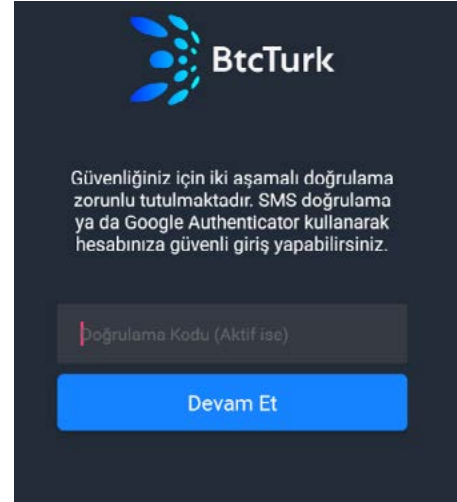 BtcTurk
Güvenliğiniz için iki aşamalı doğrulama
zorunlu tutulmaktadır. SMS doğrulama
ya da Google Authenticator kullanarak
hesabınıza güvenli giriş yapabilirsiniz.
Doğrulama Kodu (Aktif ise)
Devam Et